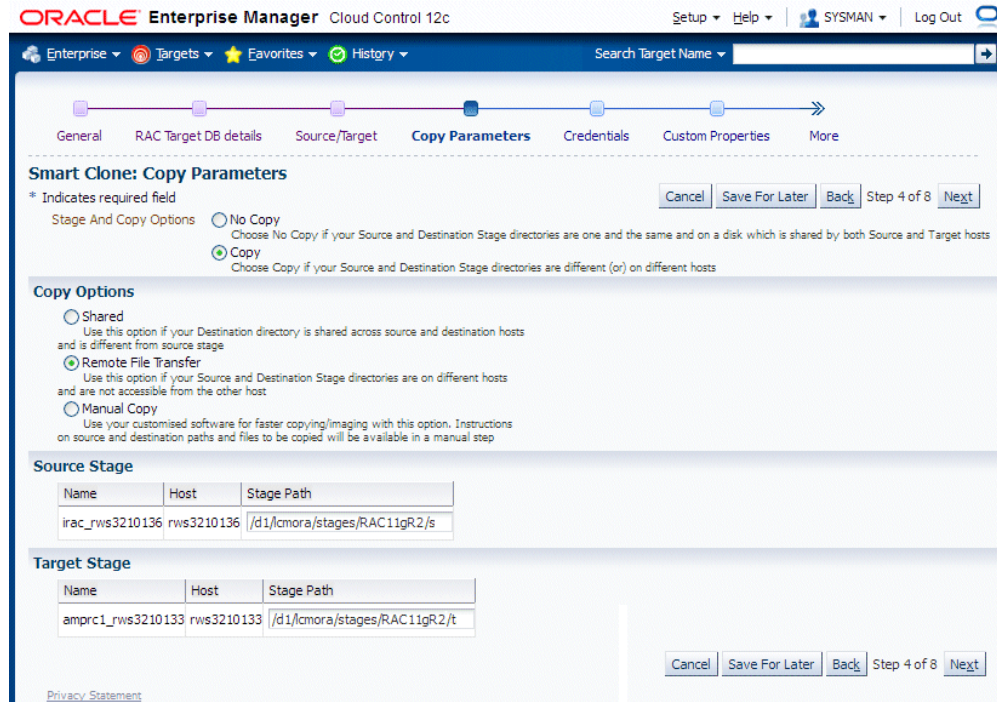 ORACLE Enterprise Manager Cloud Control 12c
Setup Help SYSMAN Log Out
Enterprise Targets Favorites History Search Target Name
General RAC Target DB details Source/Target Copy Parameters Credentials Custom Properties More
Smart Clone: Copy Parameters
* Indicates required field
Cancel Save For Later Back Step 4 of 8 Next
Stage And Copy Options No Copy
Choose No Copy if your Source and Destination Stage directories are one and the same and on a disk which is shared by both Source and Target hosts
Copy
Choose Copy if your Source and Destination Stage directories are different (or) on different hosts
Copy Options
Shared
Use this option if your Destination directory is shared across source and destination hosts
and is different from source stage
Remote File Transfer
Use this option if your Source and Destination Stage directories are on different hosts
and are not accessible from the other host
Manual Copy
Use your customised software for faster copying/imaging with this option. Instructions
on source and destination paths and files to be copied will be available in a manual step
Source Stage
Name Host Stage Path
irac_rws3210136 rws3210136 /d1/lcmora/stages/RAC11gR2/s
Target Stage
Name Host Stage Path
amprc1_rws3210133 rws3210133 /d1/lcmora/stages/RAC11gR2/t
Cancel Save For Later Back Step 4 of 8 Next
Privacy Statement